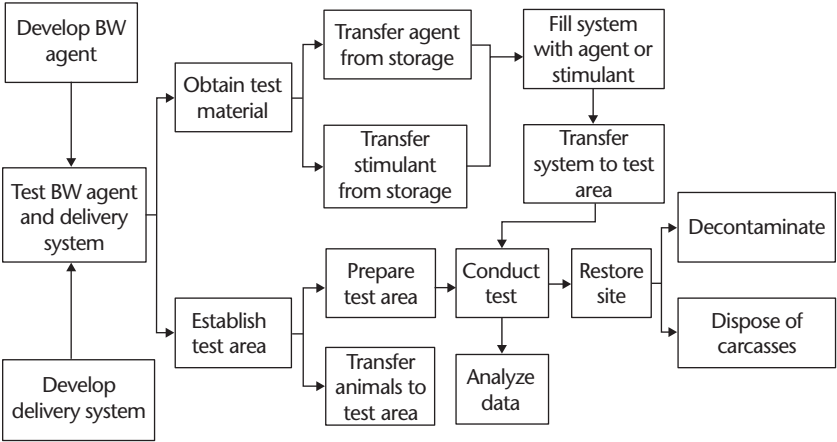 Develop BW
agent
Test BW agent
and delivery
system
Develop
delivery system
Obtain test
material
Establish
test area
Transfer agent
from storage
Transfer
stimulant
from storage
Prepare
test area
Transfer
animals to
test area
Fill system
with agent or
stimulant
Transfer
system to test
area
Conduct
test
Analyze
data
Restore
site
Decontaminate
Dispose of
carcasses